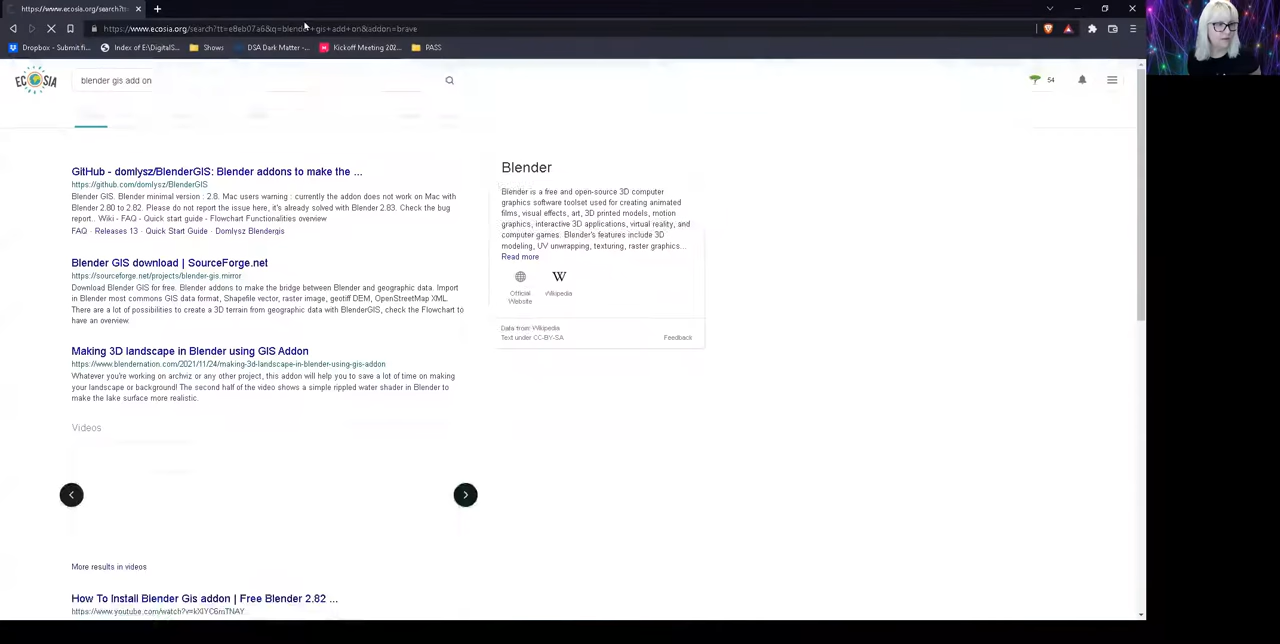 https://www.ecosia.org/search?t
https://www.ecosia.org/search?tt=e8eb07a6&q=blender+gis+add+on&addon=brave
Dropbox - Submit.fi... Index of E:\DigitalS... Shows DSA Dark Matter -... Kickoff Meeting 202... PASS
ECOSIA
blender gis add on
54
GitHub - domlysz/BlenderGIS: Blender addons to make the ...
https://github.com/domlysz/BlenderGIS
Blender GIS. Blender minimal version : 2.8. Mac users warning : currently the addon does not work on Mac with
Blender 2.80 to 2.82. Please do not report the issue here, it's already solved with Blender 2.83. Check the bug
report.. Wiki - FAQ - Quick start guide - Flowchart Functionalities overview
FAQ · Releases 13 · Quick Start Guide · Domlysz Blendergis
Blender GIS download | SourceForge.net
https://sourceforge.net/projects/blender-gis.mirror
Download Blender GIS for free. Blender addons to make the bridge between Blender and geographic data. Import
in Blender most commons GIS data format, Shapefile vector, raster image, geotiff DEM, OpenStreetMap XML.
There are a lot of possibilities to create a 3D terrain from geographic data with BlenderGIS, check the Flowchart to
have an overview.
Making 3D landscape in Blender using GIS Addon
https://www.blendernation.com/2021/11/24/making-3d-landscape-in-blender-using-gis-addon
Whatever you're working on archviz or any other project, this addon will help you to save a lot of time on making
your landscape or background! The second half of the video shows a simple rippled water shader in Blender to
make the lake surface more realistic.
Videos
More results in videos
How To Install Blender Gis addon | Free Blender 2.82 ...
https://www.youtube.com/watch?v=kXlYC6mTNAY
Blender
Blender is a free and open-source 3D computer
graphics software toolset used for creating animated
films, visual effects, art, 3D printed models, motion
graphics, interactive 3D applications, virtual reality, and
computer games. Blender's features include 3D
modeling, UV unwrapping, texturing, raster graphics...
Read more
W
Official
Website
Wikipedia
Data from: Wikipedia
Text under CC-BY-SA
Feedback